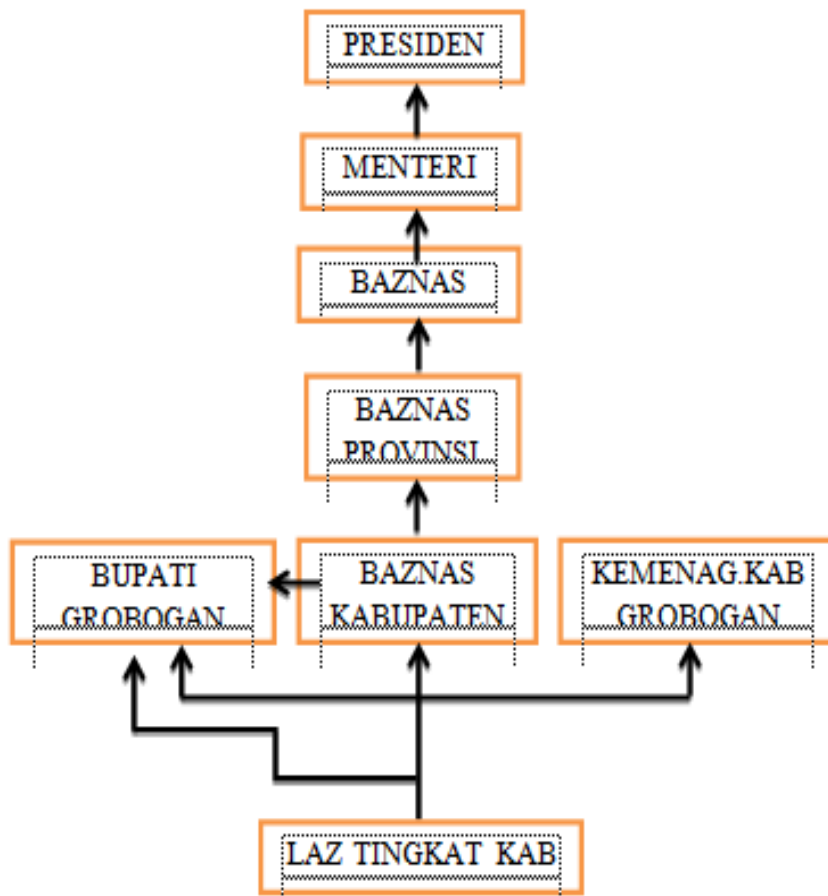 PRESIDEN
MENTERI
BAZNAS
BAZNAS
PROVINSI
BUPATI
GROBOGAN
BAZNAS
KABUPATEN
KEMENAG.KAB
GROBOGAN
LAZ TINGKAT KAB